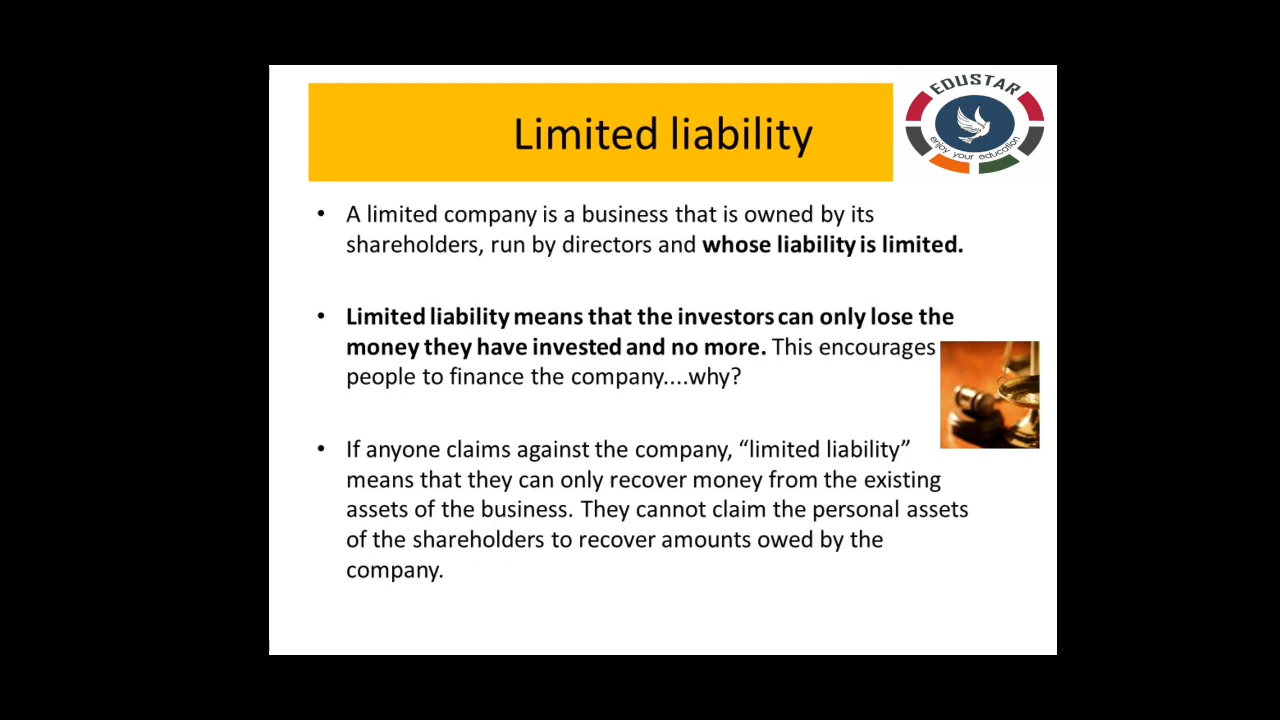 Limited liability
EDUSTAR
enjoy your education
• A limited company is a business that is owned by its
shareholders, run by directors and whose liability is limited.
• Limited liability means that the investors can only lose the
money they have invested and no more. This encourages
people to finance the company....why?
• If anyone claims against the company, “limited liability”
means that they can only recover money from the existing
assets of the business. They cannot claim the personal assets
of the shareholders to recover amounts owed by the
company.